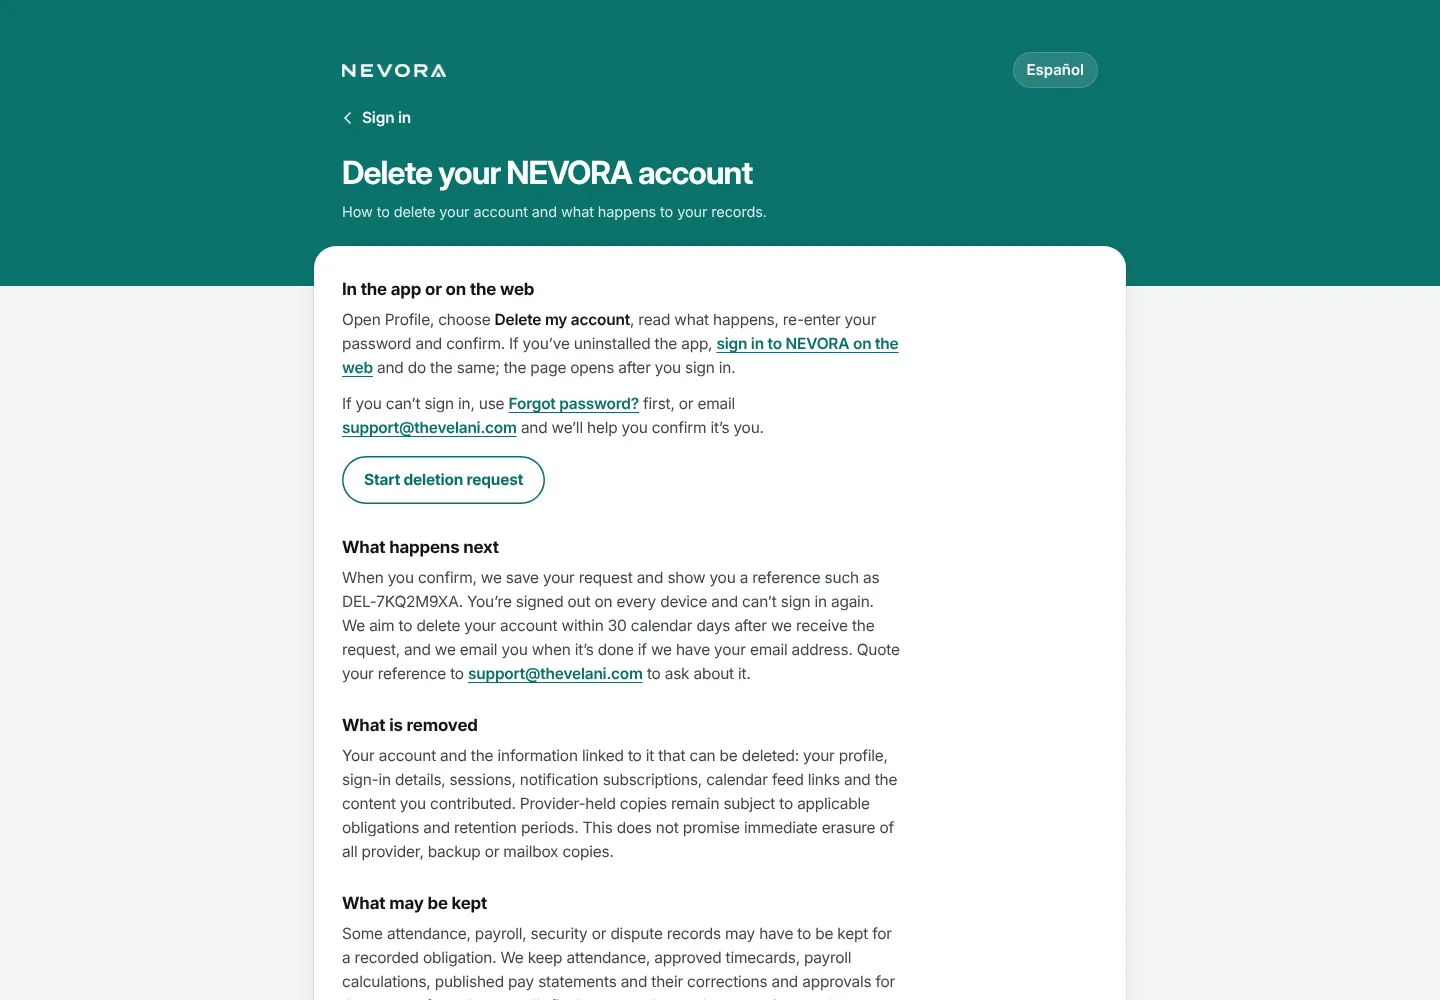 NEVORA
Español
Sign in
Delete your NEVORA account
How to delete your account and what happens to your records.
In the app or on the web
Open Profile, choose Delete my account, read what happens, re-enter your
password and confirm. If you’ve uninstalled the app, sign in to NEVORA on the
web and do the same; the page opens after you sign in.
If you can’t sign in, use Forgot password? first, or email
support@thevelani.com and we’ll help you confirm it’s you.
Start deletion request
What happens next
When you confirm, we save your request and show you a reference such as
DEL-7KQ2M9XA. You’re signed out on every device and can’t sign in again.
We aim to delete your account within 30 calendar days after we receive the
request, and we email you when it’s done if we have your email address. Quote
your reference to support@thevelani.com to ask about it.
What is removed
Your account and the information linked to it that can be deleted: your profile,
sign-in details, sessions, notification subscriptions, calendar feed links and the
content you contributed. Provider-held copies remain subject to applicable
obligations and retention periods. This does not promise immediate erasure of
all provider, backup or mailbox copies.
What may be kept
Some attendance, payroll, security or dispute records may have to be kept for
a recorded obligation. We keep attendance, approved timecards, payroll
calculations, published pay statements and their corrections and approvals for